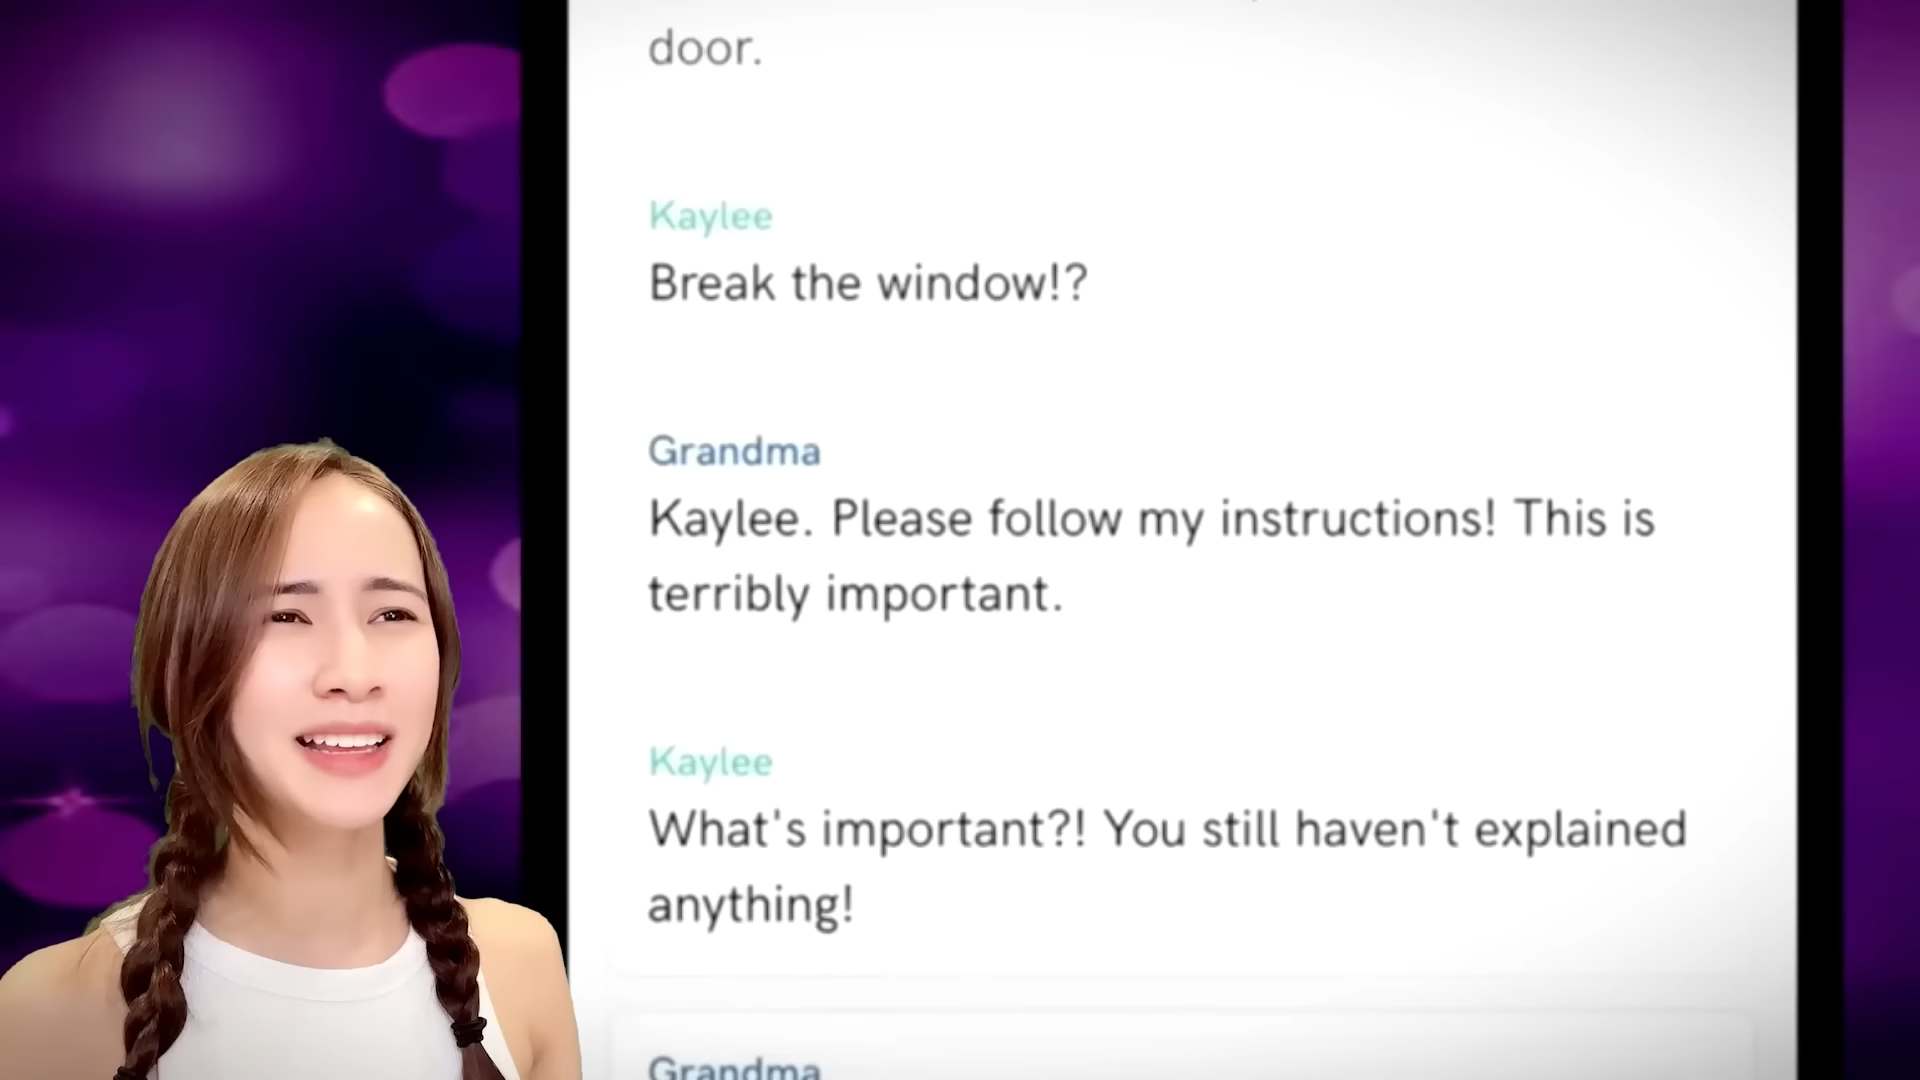 door.
Kaylee
Break the window!?
Grandma
Kaylee. Please follow my instructions! This is
terribly important.
Kaylee
What's important?! You still haven't explained
anything!
Grandma